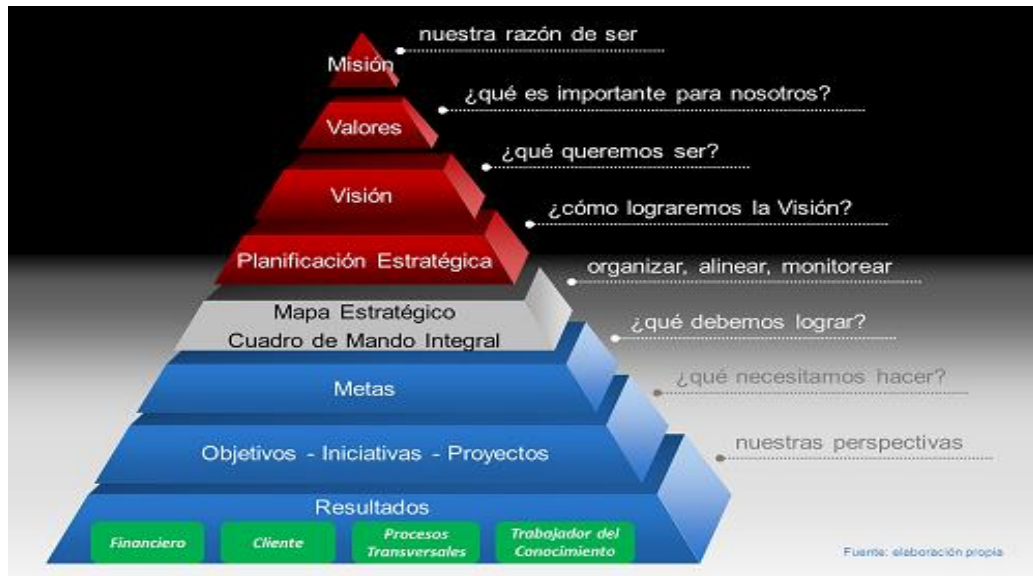 nuestra razón de ser
Misión
¿qué es importante para nosotros?
Valores
¿qué queremos ser?
Visión
¿cómo lograremos la Visión?
Planificación Estratégica
organizar, alinear, monitorear
Mapa Estratégico
Cuadro de Mando Integral
¿qué debemos lograr?
Metas
¿qué necesitamos hacer?
Objetivos - Iniciativas - Proyectos
nuestras perspectivas
Resultados
Financiero
Cliente
Procesos
Transversales
Trabajador del
Conocimiento
Fuente: elaboración propia